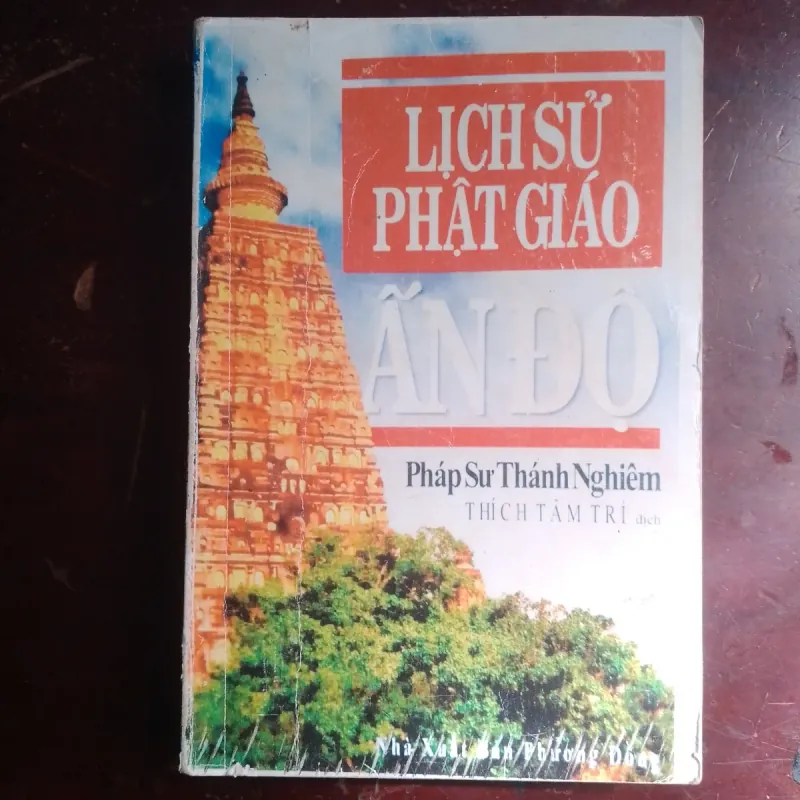 LỊCH SỬ
PHẬT GIÁO
ẤN ĐỘ
Pháp Sư Thánh Nghiêm
THÍCH TÂM TRÍ dịch
Nhà Xuất Bản Phương Đông